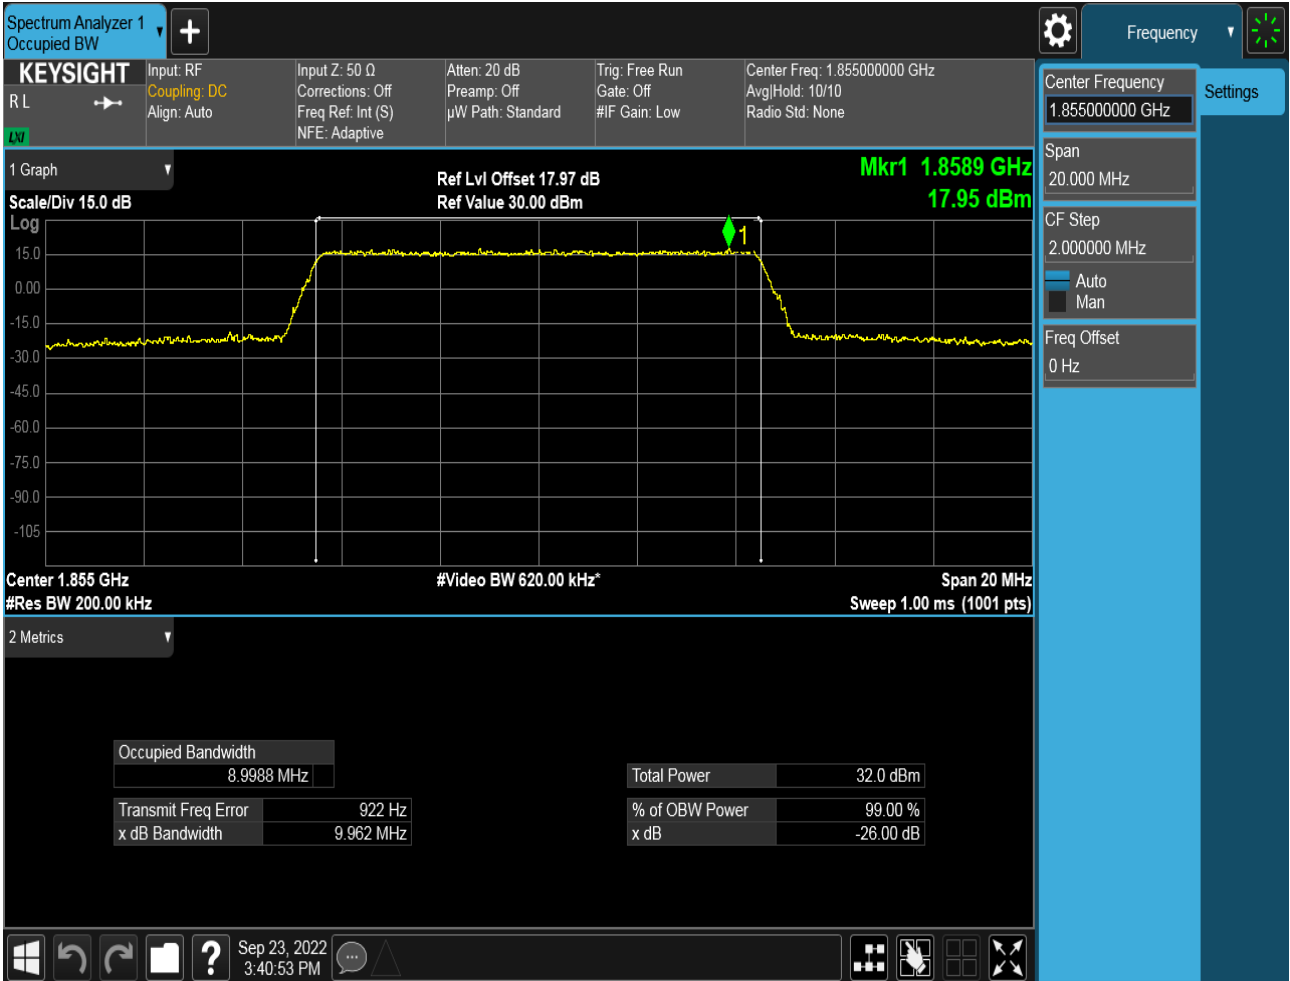 Spectrum Analyzer 1
Occupied BW
Frequency
KEYSIGHT
R L
LXI
Input: RF
Coupling: DC
Align: Auto
Input Z: 50 Ω
Corrections: Off
Freq Ref: Int (S)
NFE: Adaptive
Atten: 20 dB
Preamp: Off
µW Path: Standard
Trig: Free Run
Gate: Off
#IF Gain: Low
Center Freq: 1.855000000 GHz
Avg|Hold: 10/10
Radio Std: None
Center Frequency
1.855000000 GHz
Settings
Span
20.000 MHz
CF Step
2.000000 MHz
Auto
Man
Freq Offset
0 Hz
1 Graph
Scale/Div 15.0 dB
Log
Ref Lvl Offset 17.97 dB
Ref Value 30.00 dBm
Mkr1 1.8589 GHz
17.95 dBm
1
15.0
0.00
-15.0
-30.0
-45.0
-60.0
-75.0
-90.0
-105
Center 1.855 GHz
#Res BW 200.00 kHz
#Video BW 620.00 kHz*
Span 20 MHz
Sweep 1.00 ms (1001 pts)
2 Metrics
Occupied Bandwidth
8.9988 MHz
Transmit Freq Error 922 Hz
x dB Bandwidth 9.962 MHz
Total Power 32.0 dBm
% of OBW Power 99.00 %
x dB -26.00 dB
?
Sep 23, 2022
3:40:53 PM